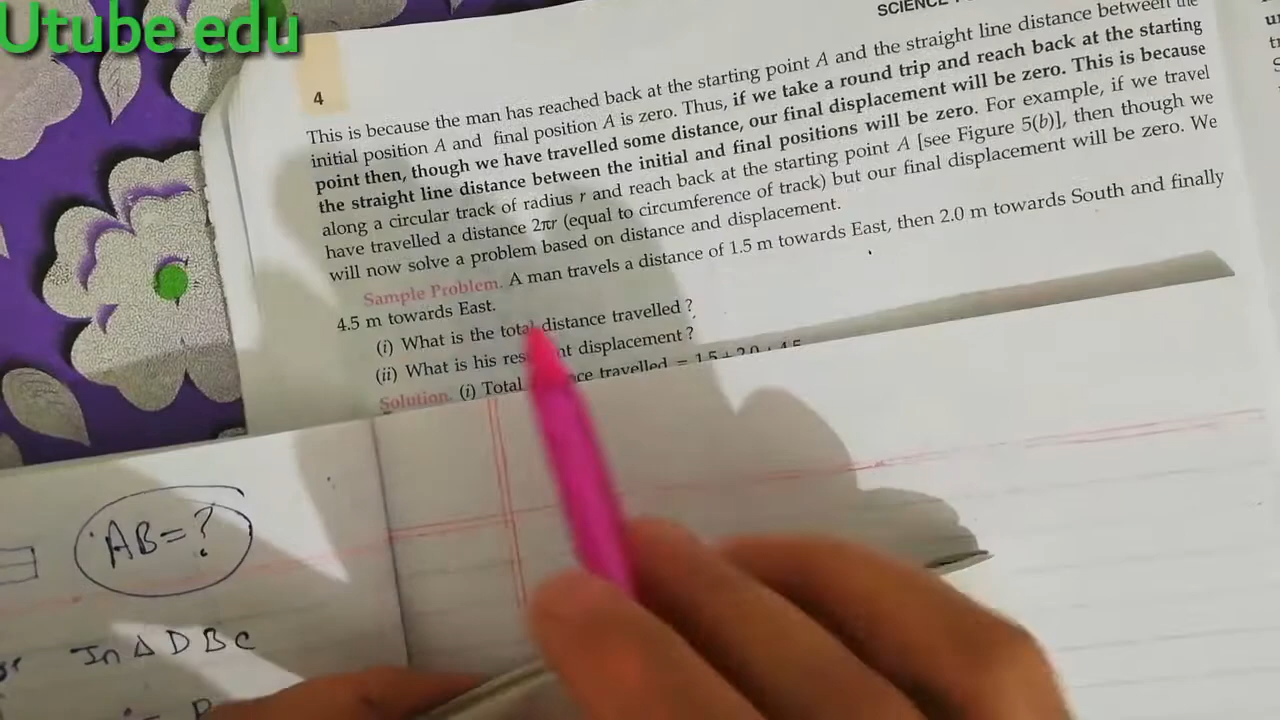 Utube edu
SCIENCE
4
This is because the man has reached back at the starting point A and the straight line distance between the
initial position A and final position A is zero. Thus, if we take a round trip and reach back at the starting
point then, though we have travelled some distance, our final displacement will be zero. This is because
the straight line distance between the initial and final positions will be zero. For example, if we travel
along a circular track of radius r and reach back at the starting point A [see Figure 5(b)], then though we
have travelled a distance 2πr (equal to circumference of track) but our final displacement will be zero. We
will now solve a problem based on distance and displacement.
Sample Problem. A man travels a distance of 1.5 m towards East, then 2.0 m towards South and finally
4.5 m towards East.
(i) What is the total distance travelled ?
(ii) What is his displacement ?
Solution. (i) Total travelled = 1.5 + 2.0 + 4.5
AB = ?
In Δ DBC